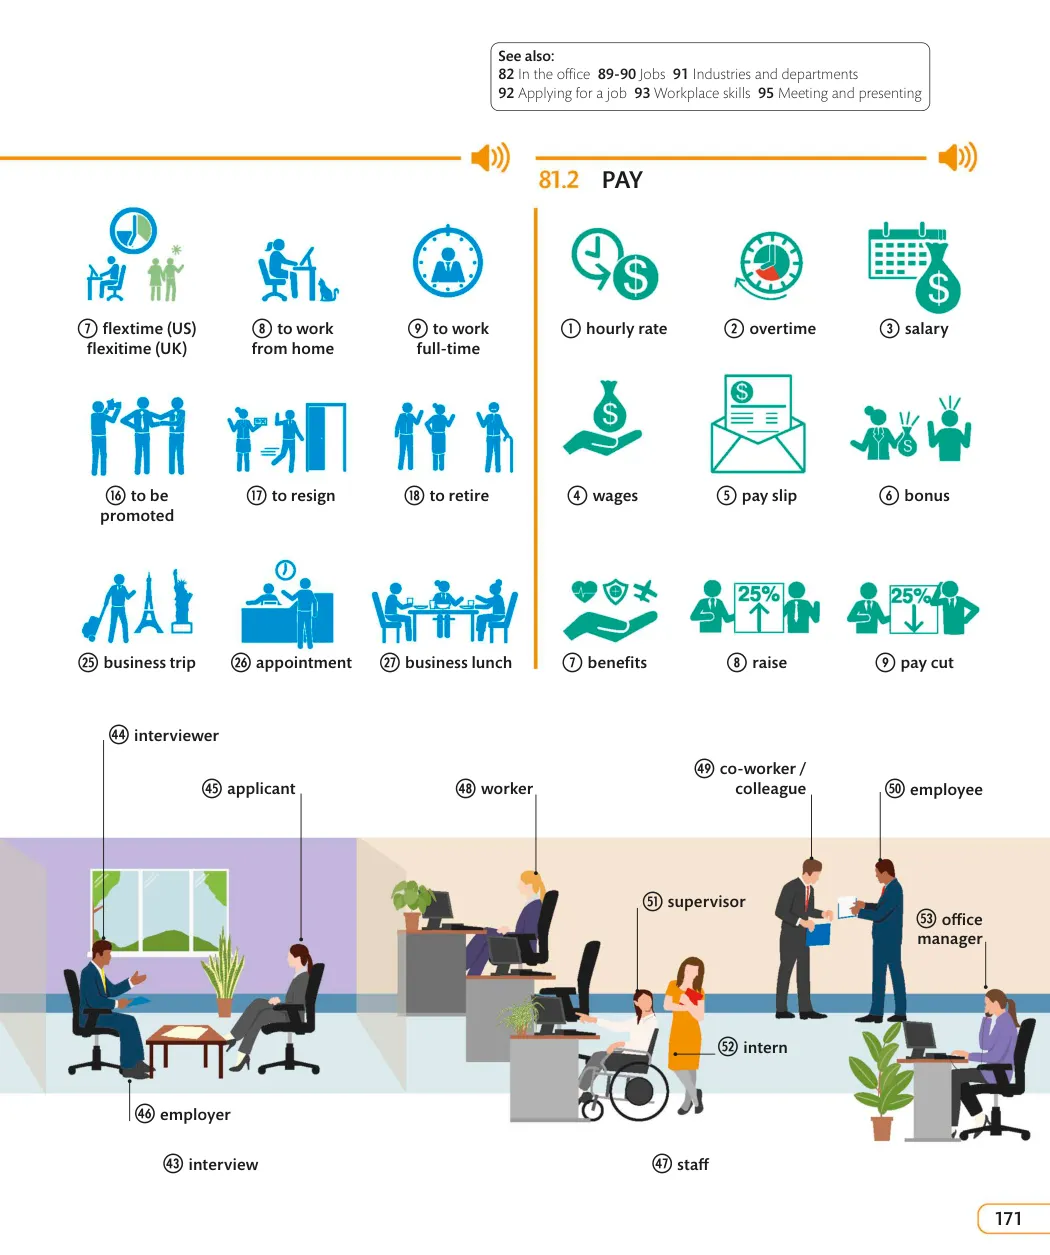 See also:
82 In the office 89-90 Jobs 91 Industries and departments
92 Applying for a job 93 Workplace skills 95 Meeting and presenting
81.2 PAY
7 flextime (US)
flexitime (UK)
8 to work
from home
9 to work
full-time
16 to be
promoted
17 to resign
18 to retire
25 business trip
26 appointment
27 business lunch
1 hourly rate
2 overtime
3 salary
$
$
4 wages
5 pay slip
6 bonus
$
$
$
7 benefits
8 raise
9 pay cut
25%
25%
44 interviewer
45 applicant
46 employer
43 interview
48 worker
49 co-worker /
colleague
50 employee
51 supervisor
52 intern
53 office
manager
47 staff
171